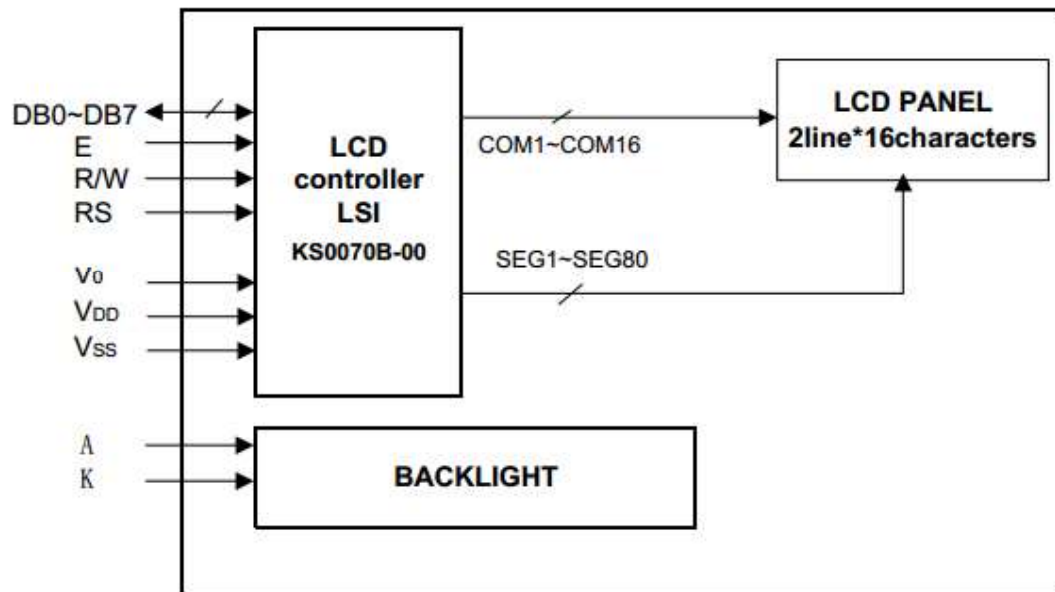 DB0~DB7
E
R/W
RS
V0
VDD
VSS
A
K
LCD
controller
LSI
KS0070B-00
COM1~COM16
SEG1~SEG80
LCD PANEL
2line*16characters
BACKLIGHT